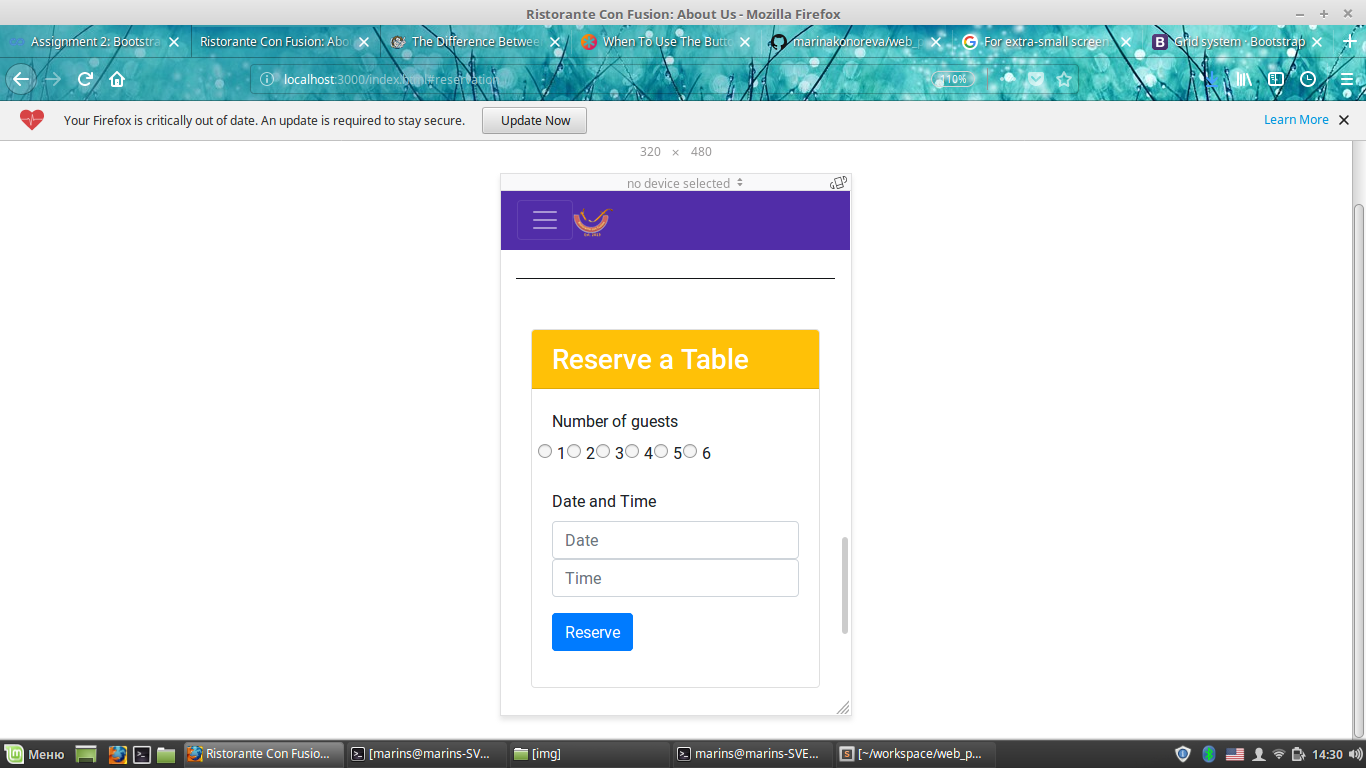 Ristorante Con Fusion: About Us - Mozilla Firefox
Assignment 2: Bootstra
Ristorante Con Fusion: Abo
The Difference Betwee
When To Use The Butt
marinakonoreva/web_p
For extra-small screen
Grid system · Bootstrap
localhost:3000/index.html#reservation
110%
Your Firefox is critically out of date. An update is required to stay secure.
Update Now
Learn More
320 × 480
no device selected
Reserve a Table
Number of guests
1 2 3 4 5 6
Date and Time
Date
Time
Reserve
Меню
Ristorante Con Fusio...
[marins@marins-SV...
[img]
marins@marins-SVE...
[~/workspace/web_p...
14:30